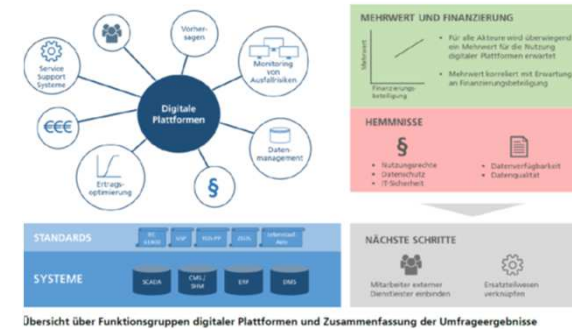 Vorher-
sagen
Service
Support
Systeme
Monitoring
von
Ausfallrisiken
Digitale
Plattformen
€€€
Daten-
management
Ertrags-
optimierung
§
STANDARDS
ZEUS
SYSTEME
SCADA
CMS /
SHM
ERP
DMS
MEHRWERT UND FINANZIERUNG
Mehrwert
Finanzierungs-
beteiligung
• Für alle Akteure wird überwiegend
ein Mehrwert für die Nutzung
digitaler Plattformen erwartet
• Mehrwert korreliert mit Erwartung
an Finanzierungsbeteiligung
HEMMNISSE
§
• Nutzungsrechte
• Datenschutz
• IT-Sicherheit
• Datenverfügbarkeit
• Datenqualität
NÄCHSTE SCHRITTE
Mitarbeiter externer
Dienstleister einbinden
Ersatzteilwesen
verknüpfen
Übersicht über Funktionsgruppen digitaler Plattformen und Zusammenfassung der Umfrageergebnisse